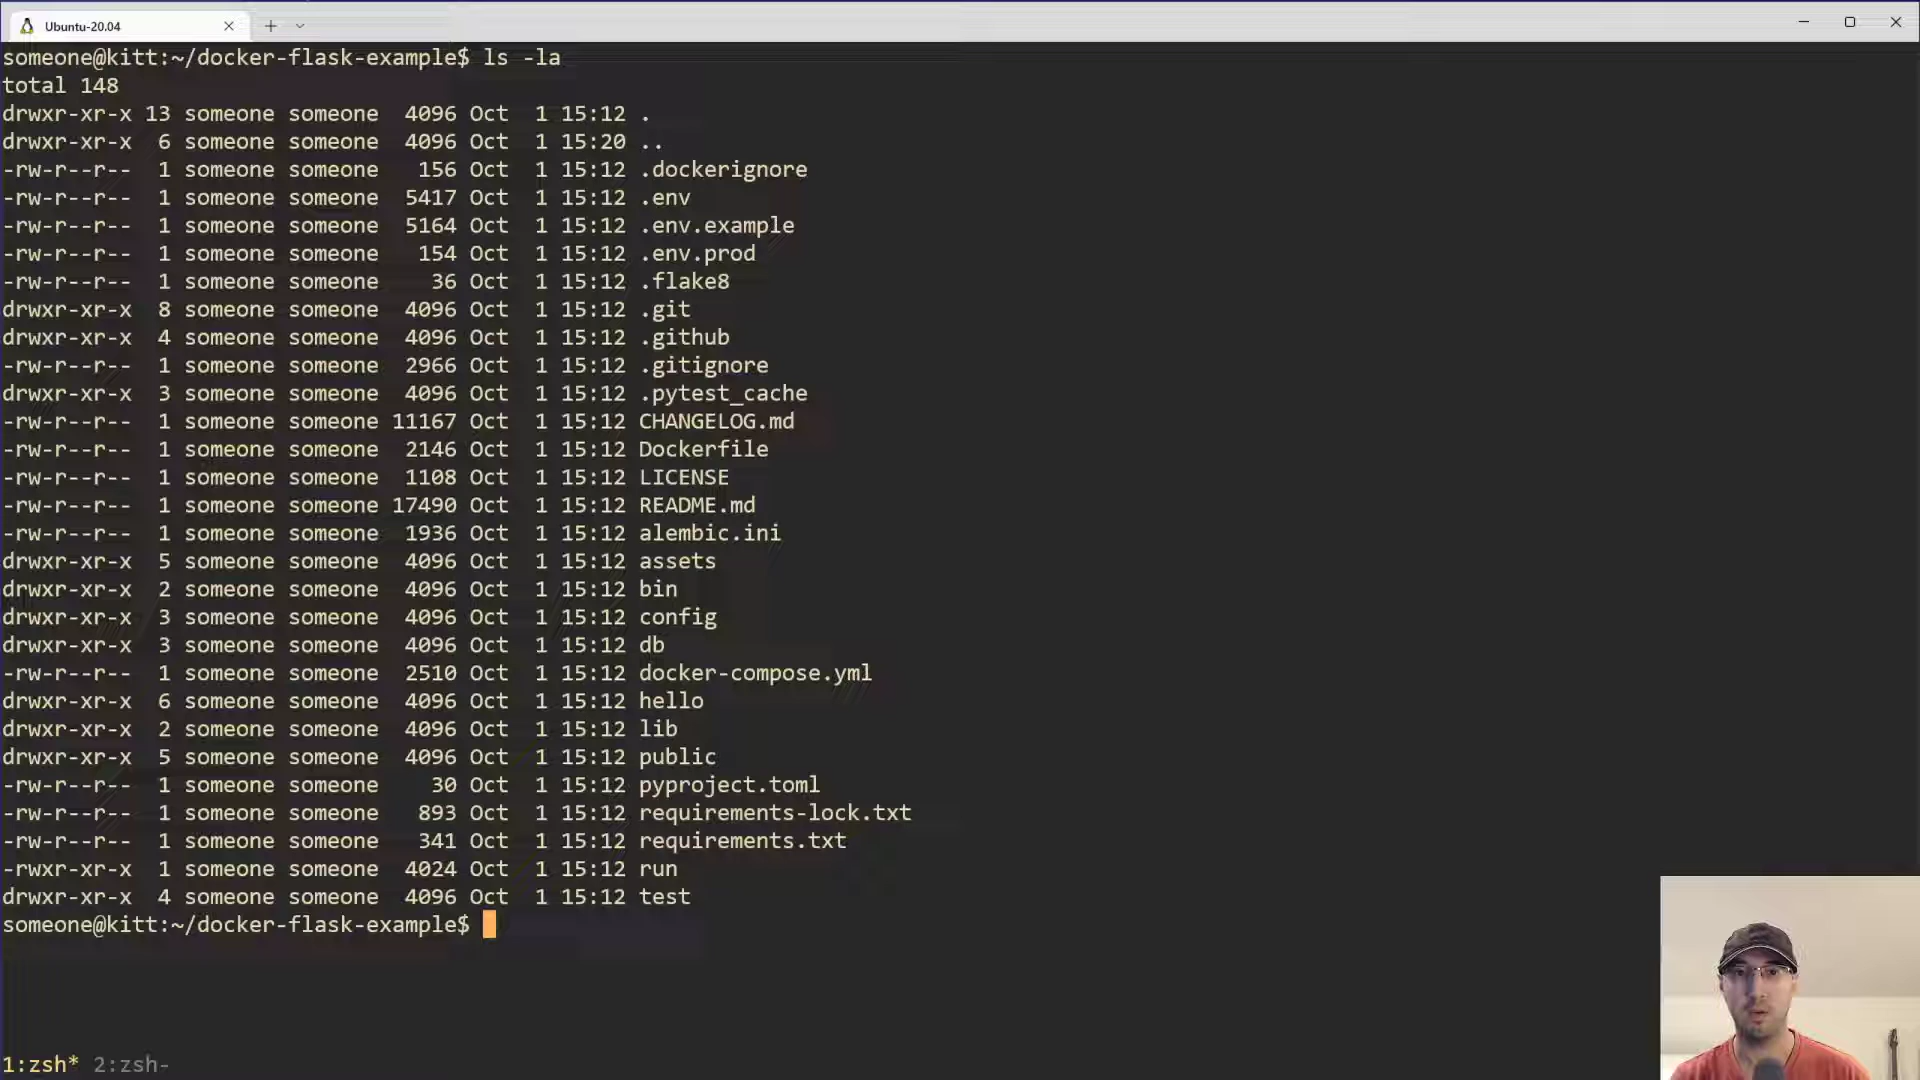 Ubuntu-20.04
someone@kitt:~/docker-flask-example$ ls -la
total 148
drwxr-xr-x 13 someone someone  4096 Oct  1 15:12 .
drwxr-xr-x  6 someone someone  4096 Oct  1 15:20 ..
-rw-r--r--  1 someone someone   156 Oct  1 15:12 .dockerignore
-rw-r--r--  1 someone someone  5417 Oct  1 15:12 .env
-rw-r--r--  1 someone someone  5164 Oct  1 15:12 .env.example
-rw-r--r--  1 someone someone   154 Oct  1 15:12 .env.prod
-rw-r--r--  1 someone someone    36 Oct  1 15:12 .flake8
drwxr-xr-x  8 someone someone  4096 Oct  1 15:12 .git
drwxr-xr-x  4 someone someone  4096 Oct  1 15:12 .github
-rw-r--r--  1 someone someone  2966 Oct  1 15:12 .gitignore
drwxr-xr-x  3 someone someone  4096 Oct  1 15:12 .pytest_cache
-rw-r--r--  1 someone someone 11167 Oct  1 15:12 CHANGELOG.md
-rw-r--r--  1 someone someone  2146 Oct  1 15:12 Dockerfile
-rw-r--r--  1 someone someone  1108 Oct  1 15:12 LICENSE
-rw-r--r--  1 someone someone 17490 Oct  1 15:12 README.md
-rw-r--r--  1 someone someone  1936 Oct  1 15:12 alembic.ini
drwxr-xr-x  5 someone someone  4096 Oct  1 15:12 assets
drwxr-xr-x  2 someone someone  4096 Oct  1 15:12 bin
drwxr-xr-x  3 someone someone  4096 Oct  1 15:12 config
drwxr-xr-x  3 someone someone  4096 Oct  1 15:12 db
-rw-r--r--  1 someone someone  2510 Oct  1 15:12 docker-compose.yml
drwxr-xr-x  6 someone someone  4096 Oct  1 15:12 hello
drwxr-xr-x  2 someone someone  4096 Oct  1 15:12 lib
drwxr-xr-x  5 someone someone  4096 Oct  1 15:12 public
-rw-r--r--  1 someone someone    30 Oct  1 15:12 pyproject.toml
-rw-r--r--  1 someone someone   893 Oct  1 15:12 requirements-lock.txt
-rw-r--r--  1 someone someone   341 Oct  1 15:12 requirements.txt
-rwxr-xr-x  1 someone someone  4024 Oct  1 15:12 run
drwxr-xr-x  4 someone someone  4096 Oct  1 15:12 test
someone@kitt:~/docker-flask-example$
1:zsh* 2:zsh-